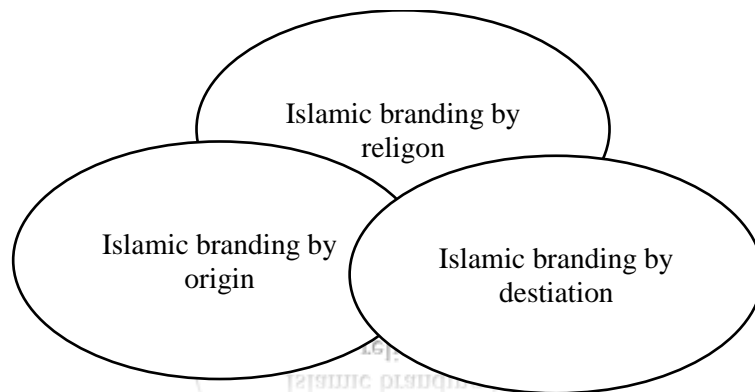 Islamic branding by
religon
Islamic branding by
origin
Islamic branding by
destiation